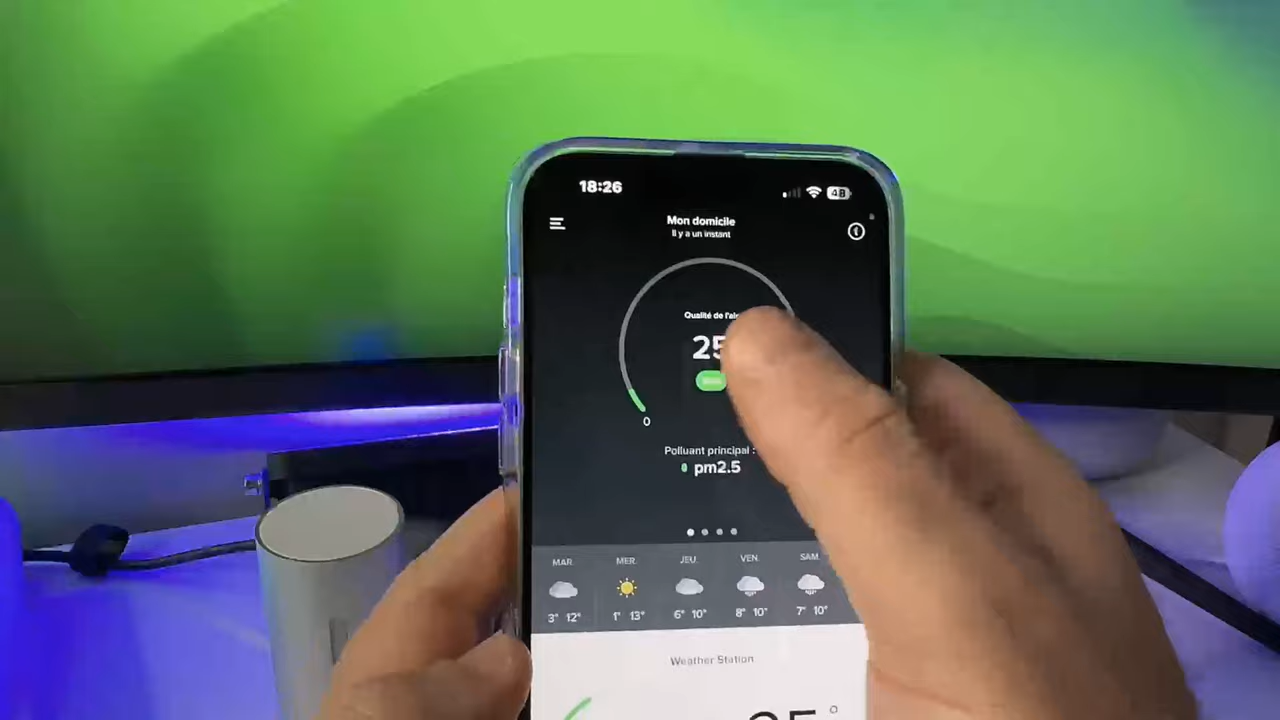 18:26
48
Mon domicile
Il y a un instant
Qualité de l'air
25
0
Polluant principal :
pm2.5
MAR. MER. JEU. VEN. SAM.
3° 12° 1° 13° 6° 10° 8° 10° 7° 10°
Weather Station